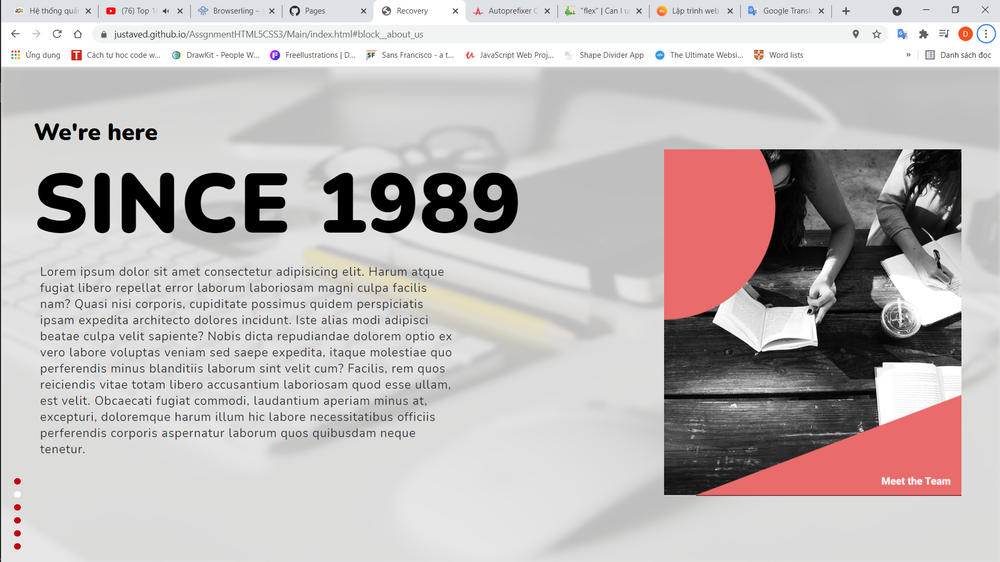 Hệ thống quản
(76) Top 1
Browserling –
Pages
Recovery
Autoprefixer C
"flex" | Can I u
Lập trình web
Google Transla
justaved.github.io/AssgnmentHTML5CSS3/Main/index.html#block__about_us
D
Ứng dụng
Cách tự học code w...
DrawKit - People W...
Freellustrations | D...
Sans Francisco - a t...
JavaScript Web Proj...
Shape Divider App
The Ultimate Websi...
Word lists
»
Danh sách đọc
We're here
SINCE 1989
Lorem ipsum dolor sit amet consectetur adipisicing elit. Harum atque
fugiat libero repellat error laborum laboriosam magni culpa facilis
nam? Quasi nisi corporis, cupiditate possimus quidem perspiciatis
ipsam expedita architecto dolores incidunt. Iste alias modi adipisci
beatae culpa velit sapiente? Nobis dicta repudiandae dolorem optio ex
vero labore voluptas veniam sed saepe expedita, itaque molestiae quo
perferendis minus blanditiis laborum sint velit cum? Facilis, rem quos
reiciendis vitae totam libero accusantium laboriosam quod esse ullam,
est velit. Obcaecati fugiat commodi, laudantium aperiam minus at,
excepturi, doloremque harum illum hic labore necessitatibus officiis
perferendis corporis aspernatur laborum quos quibusdam neque
tenetur.
Meet the Team